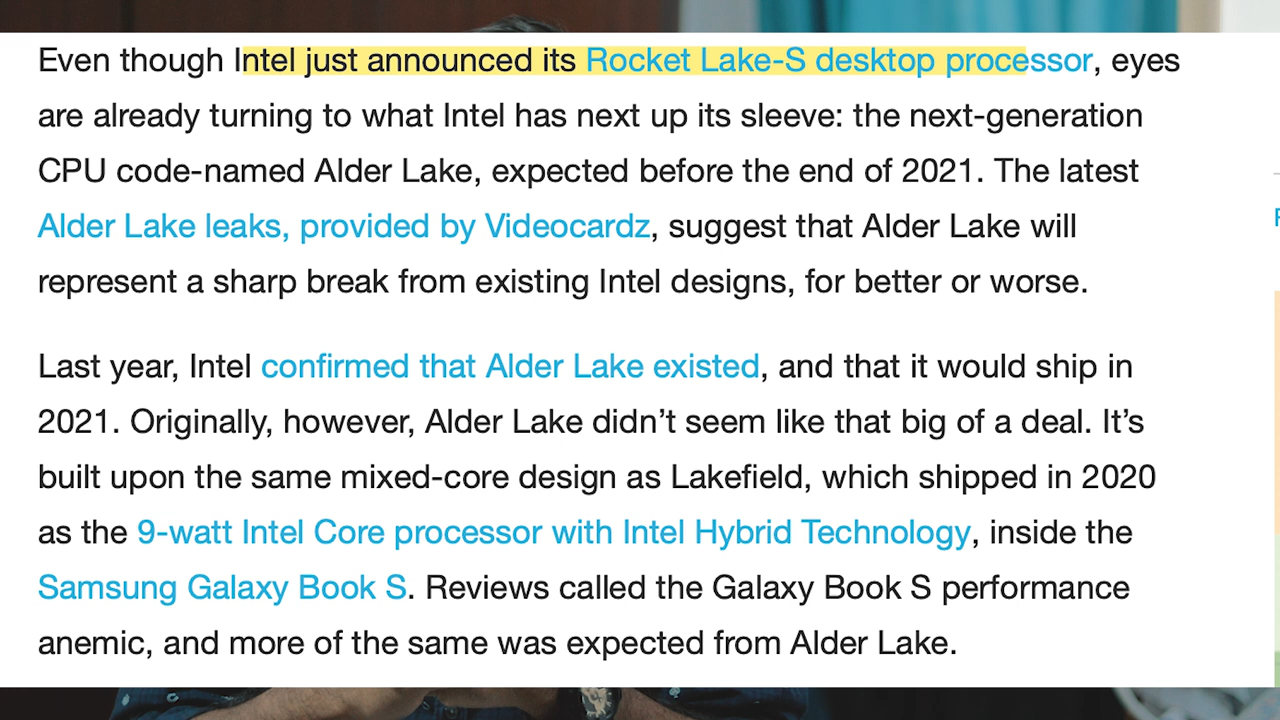 Even though Intel just announced its Rocket Lake-S desktop processor, eyes
are already turning to what Intel has next up its sleeve: the next-generation
CPU code-named Alder Lake, expected before the end of 2021. The latest
Alder Lake leaks, provided by Videocardz, suggest that Alder Lake will
represent a sharp break from existing Intel designs, for better or worse.
Last year, Intel confirmed that Alder Lake existed, and that it would ship in
2021. Originally, however, Alder Lake didn’t seem like that big of a deal. It’s
built upon the same mixed-core design as Lakefield, which shipped in 2020
as the 9-watt Intel Core processor with Intel Hybrid Technology, inside the
Samsung Galaxy Book S. Reviews called the Galaxy Book S performance
anemic, and more of the same was expected from Alder Lake.